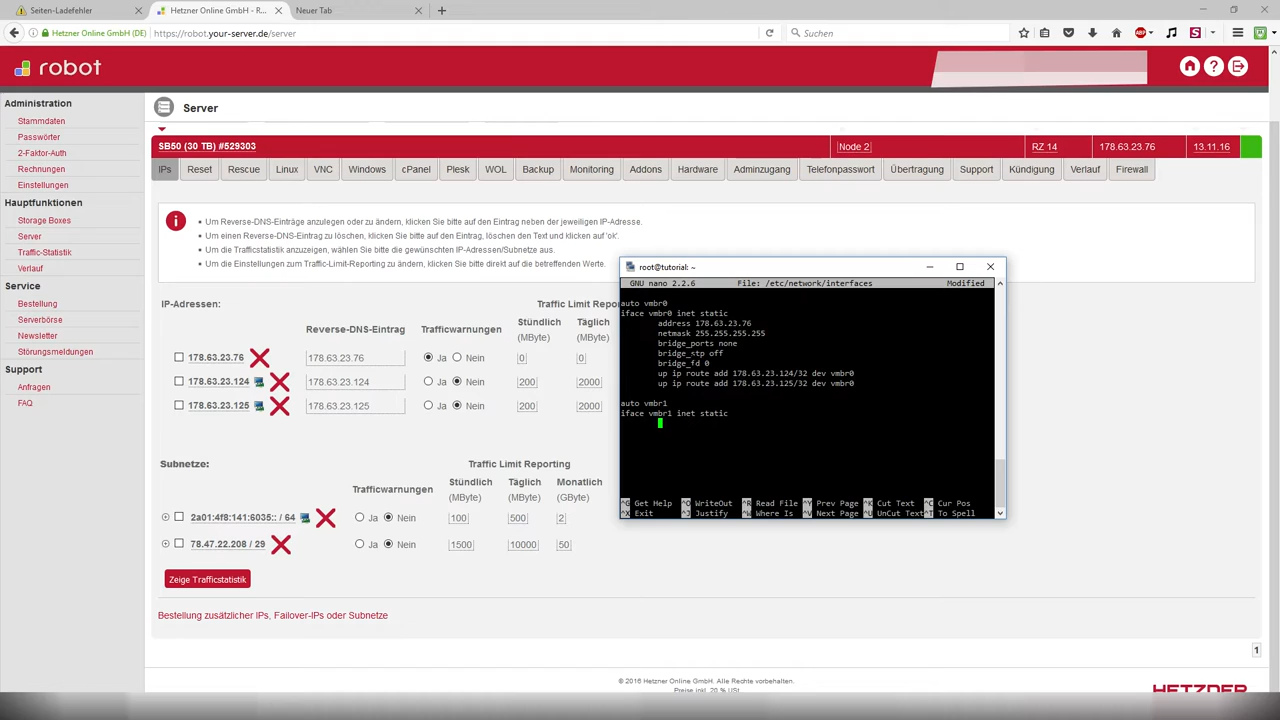 Seiten-Ladefehler
Hetzner Online GmbH - R...
Neuer Tab
Hetzner Online GmbH (DE)
https://robot.your-server.de/server
Suchen
robot
Administration
Stammdaten
Passwörter
2-Faktor-Auth
Rechnungen
Einstellungen
Hauptfunktionen
Storage Boxes
Server
Traffic-Statistik
Verlauf
Service
Bestellung
Serverbörse
Newsletter
Störungsmeldungen
Support
Anfragen
FAQ
Server
SB50 (30 TB) #529303
Node 2
RZ 14
178.63.23.76
13.11.16
IPs Reset Rescue Linux VNC Windows cPanel Plesk WOL Backup Monitoring Addons Hardware Adminzugang Telefonpasswort Übertragung Support Kündigung Verlauf Firewall
Um Reverse-DNS-Einträge anzulegen oder zu ändern, klicken Sie bitte auf den Eintrag neben der jeweiligen IP-Adresse.
Um einen Reverse-DNS-Eintrag zu löschen, klicken Sie bitte auf den Eintrag, löschen den Text und klicken auf 'ok'.
Um die Trafficstatistik anzuzeigen, wählen Sie bitte die gewünschten IP-Adressen/Subnetze aus.
Um die Einstellungen zum Traffic-Limit-Reporting zu ändern, klicken Sie bitte direkt auf die betreffenden Werte.
IP-Adressen:
Traffic Limit Repo
Reverse-DNS-Eintrag Trafficwarnungen Stündlich Täglich
(MByte) (MByte)
178.63.23.76 178.63.23.76 Ja Nein 0 0
178.63.23.124 178.63.23.124 Ja Nein 200 2000
178.63.23.125 178.63.23.125 Ja Nein 200 2000
Subnetze:
Traffic Limit Reporting
Trafficwarnungen Stündlich Täglich Monatlich
(MByte) (MByte) (GByte)
2a01:4f8:141:6035:: / 64 Ja Nein 100 500 2
78.47.22.208 / 29 Ja Nein 1500 10000 50
Zeige Trafficstatistik
Bestellung zusätzlicher IPs, Failover-IPs oder Subnetze
1
© 2016 Hetzner Online GmbH. Alle Rechte vorbehalten.
Preise inkl. 20 % USt
HETZNER
root@tutorial: ~
GNU nano 2.2.6 File: /etc/network/interfaces Modified
auto vmbr0
iface vmbr0 inet static
address 178.63.23.76
netmask 255.255.255.255
bridge_ports none
bridge_stp off
bridge_fd 0
up ip route add 178.63.23.124/32 dev vmbr0
up ip route add 178.63.23.125/32 dev vmbr0
auto vmbr1
iface vmbr1 inet static
^G Get Help ^O WriteOut ^R Read File ^Y Prev Page ^K Cut Text ^C Cur Pos
^X Exit ^J Justify ^W Where Is ^V Next Page ^U UnCut Text ^T To Spell